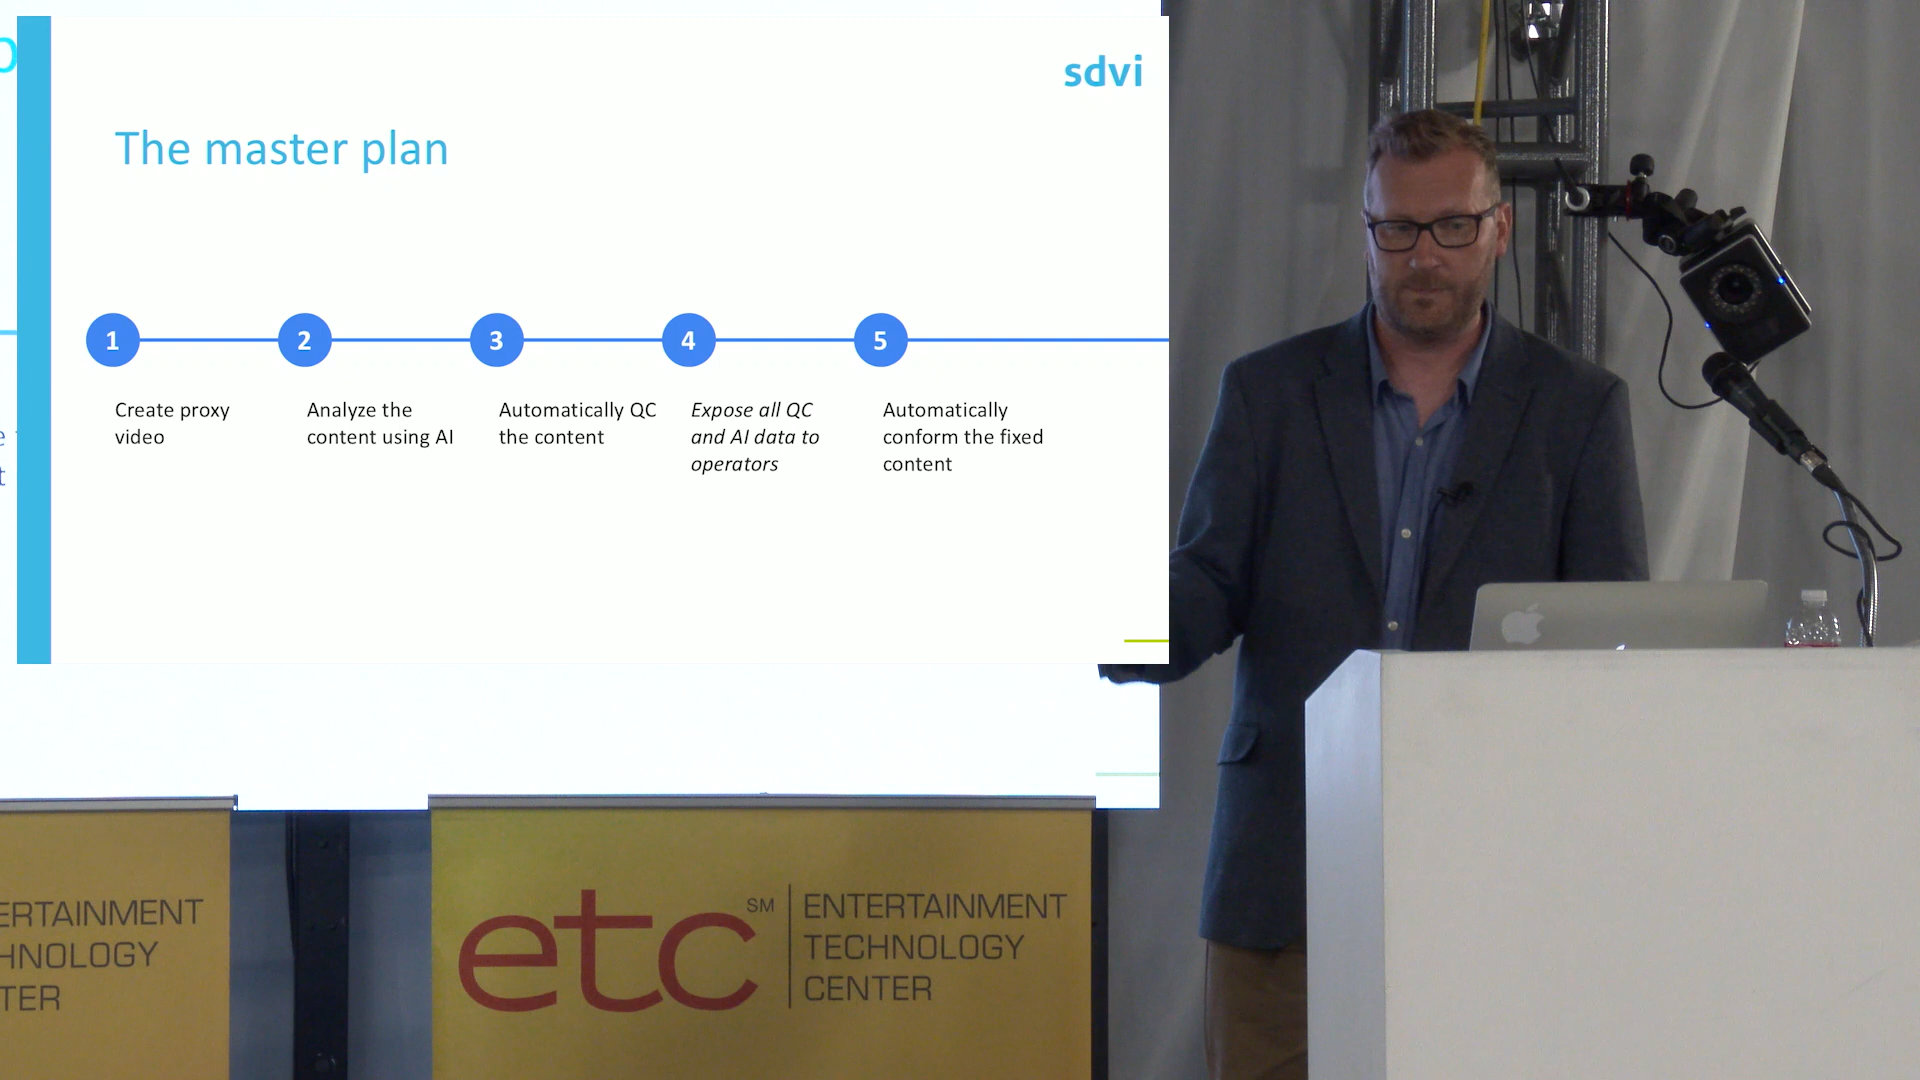 sdvi
The master plan
1
2
3
4
5
Create proxy
video
Analyze the
content using AI
Automatically QC
the content
Expose all QC
and AI data to
operators
Automatically
conform the fixed
content
etc SM
ENTERTAINMENT
TECHNOLOGY
CENTER
ERTAINMENT
HNOLOGY
TER